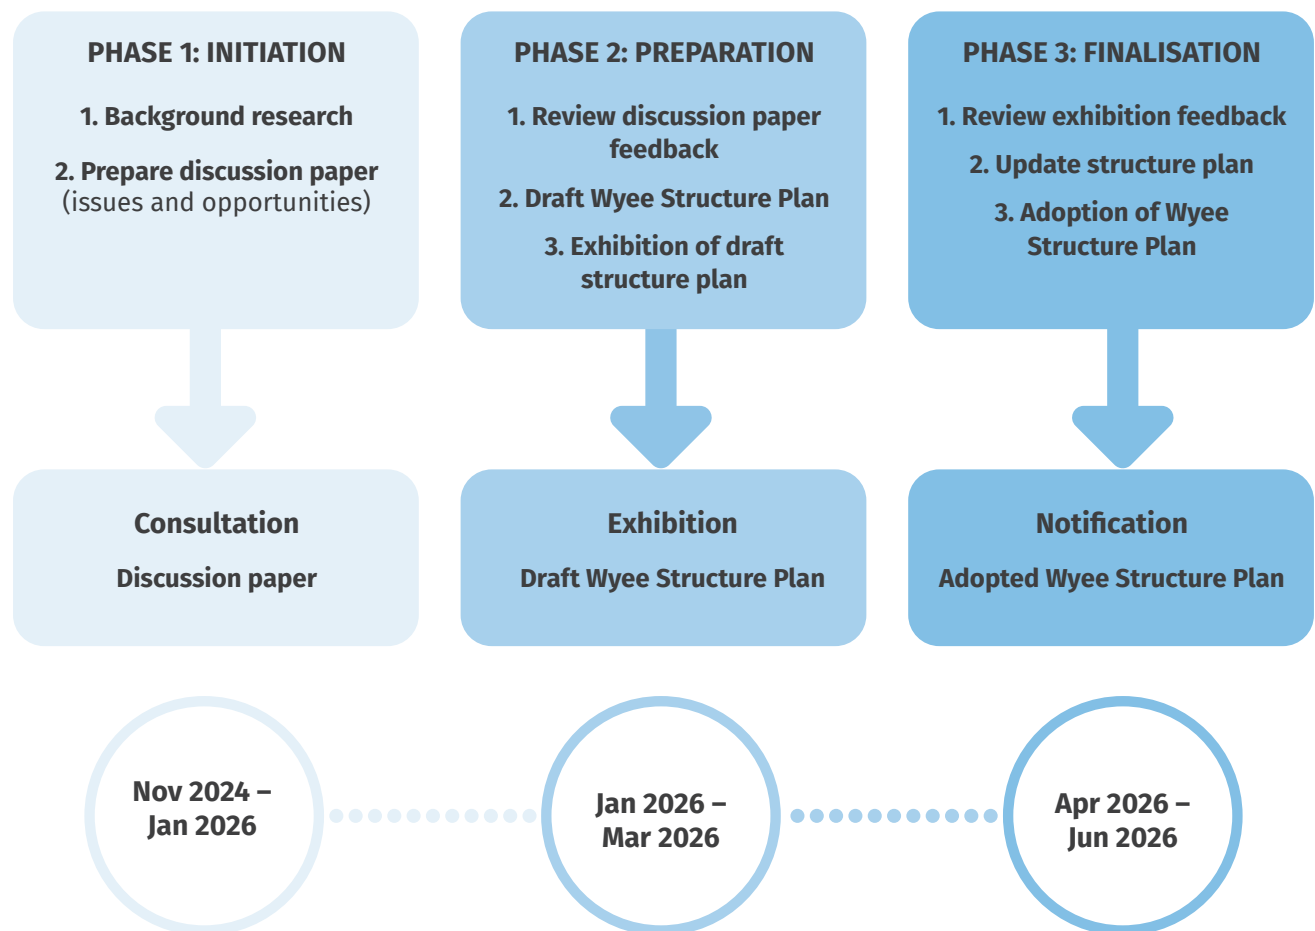 PHASE 1: INITIATION
1. Background research
2. Prepare discussion paper
(issues and opportunities)
PHASE 2: PREPARATION
1. Review discussion paper
feedback
2. Draft Wyee Structure Plan
3. Exhibition of draft
structure plan
PHASE 3: FINALISATION
1. Review exhibition feedback
2. Update structure plan
3. Adoption of Wyee
Structure Plan
Consultation
Discussion paper
Exhibition
Draft Wyee Structure Plan
Notification
Adopted Wyee Structure Plan
Nov 2024 –
Jan 2026
Jan 2026 –
Mar 2026
Apr 2026 –
Jun 2026